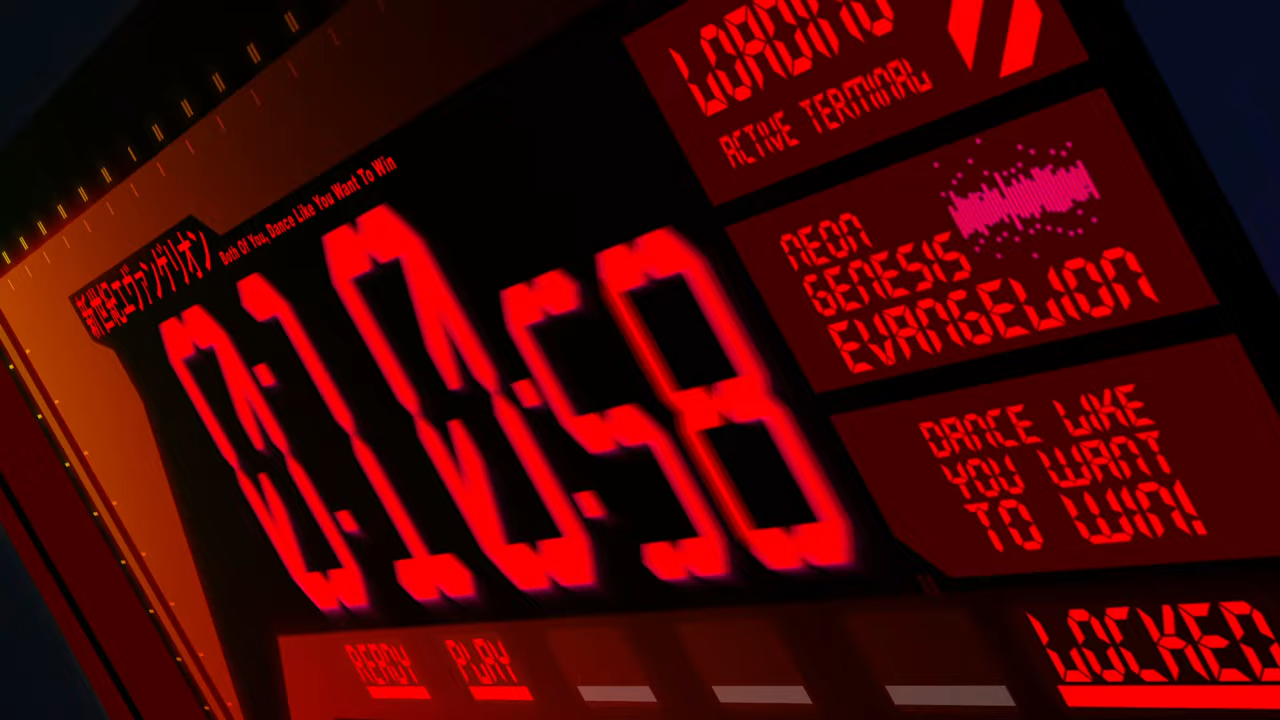 新世紀エヴァンゲリオン
Both Of You, Dance Like You Want To Win
0:10:58
LOADING
ACTIVE TERMINAL
NEON
GENESIS
EVANGELION
DANCE LIKE
YOU WANT
TO WIN!
READY PLAY
LOCKED